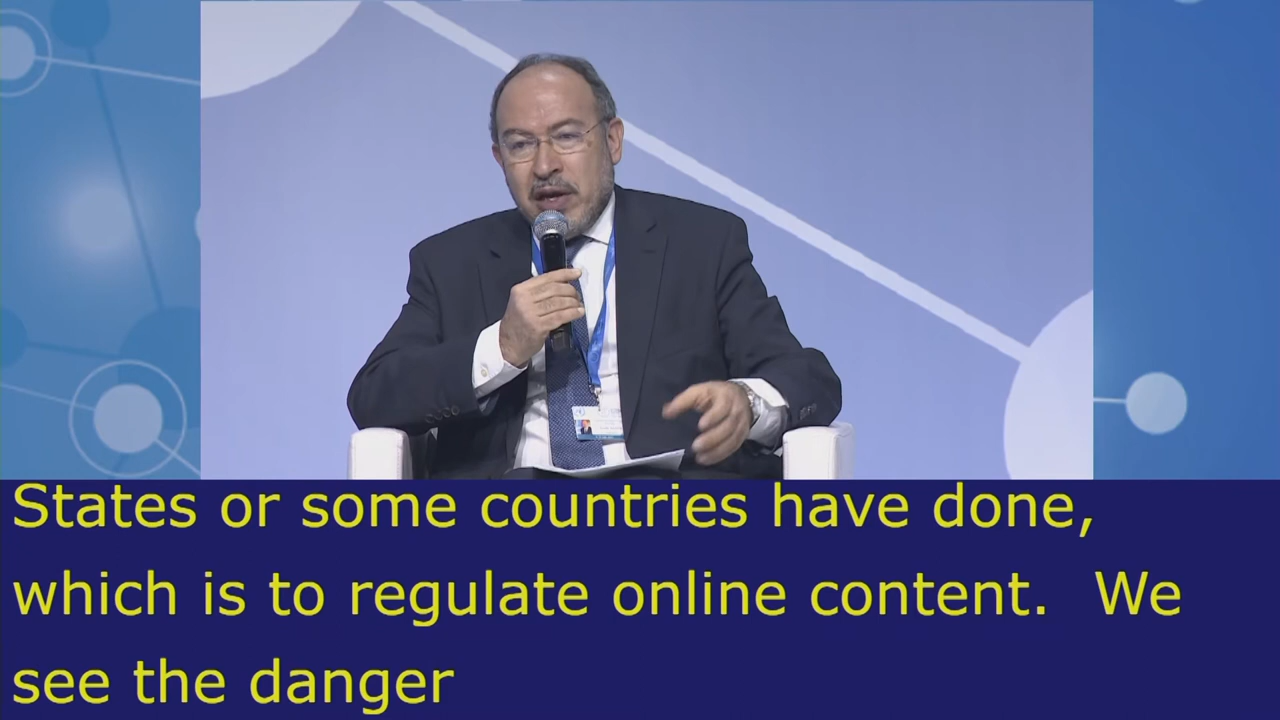 States or some countries have done,
which is to regulate online content.  We
see the danger